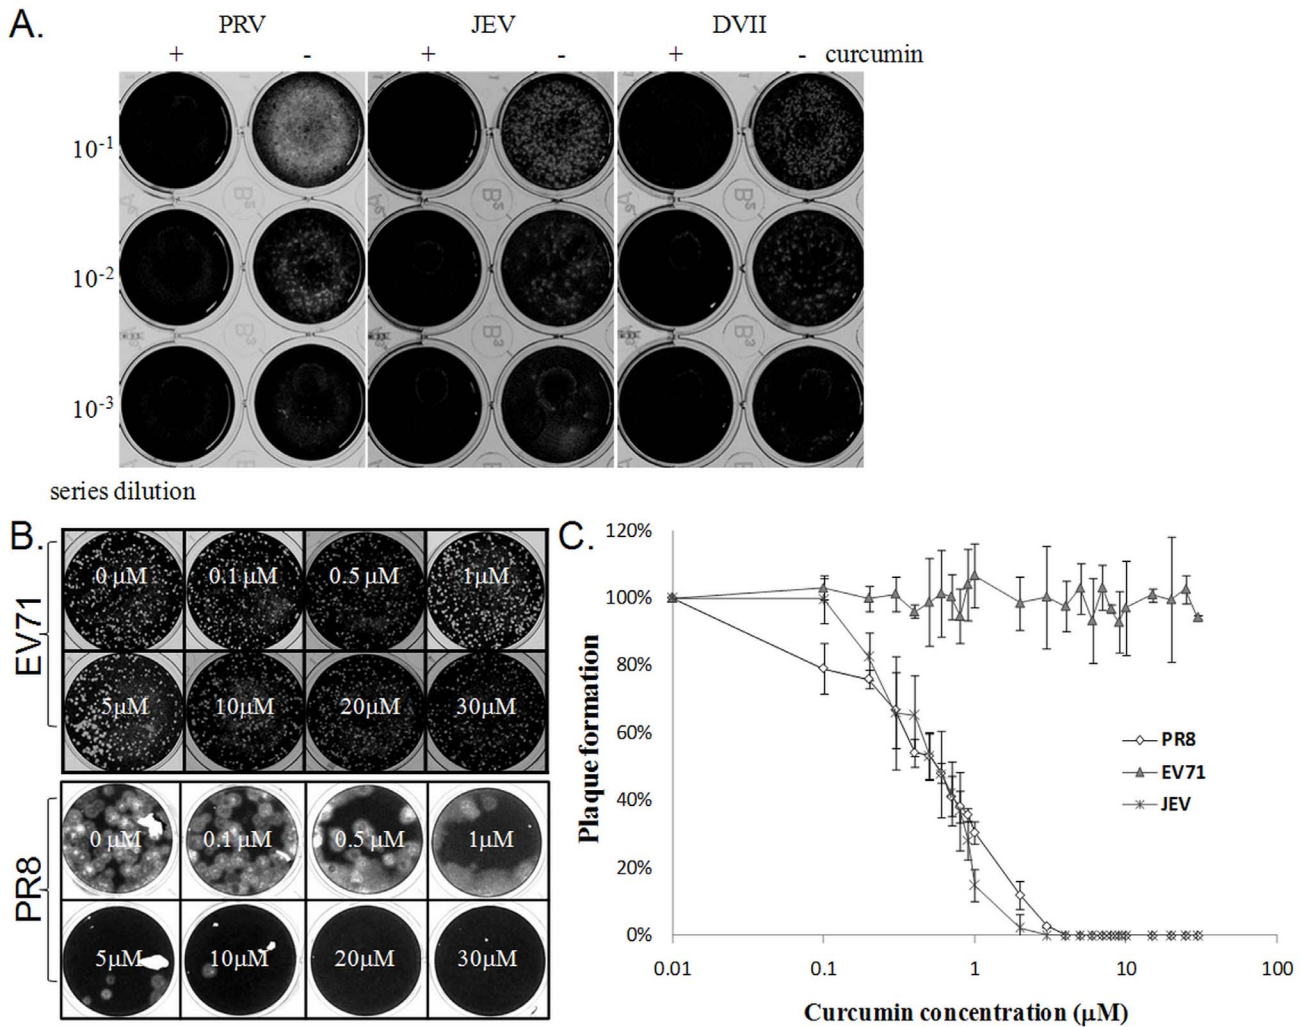 A.
PRV JEV DVII
+ - + - + - curcumin
10-1
10-2
10-3
series dilution
B.
EV71
0 μM 0.1 μM 0.5 μM 1μM
5μM 10μM 20μM 30μM
PR8
0 μM 0.1 μM 0.5 μM 1μM
5μM 10μM 20μM 30μM
C.
Plaque formation
120%
100%
80%
60%
40%
20%
0%
PR8
EV71
JEV
0.01 0.1 1 10 100
Curcumin concentration (μM)